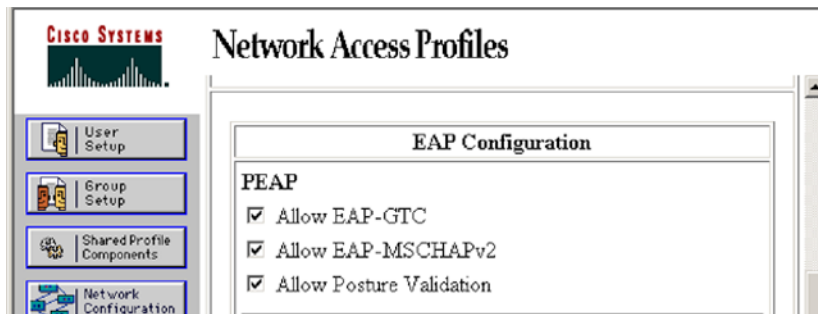 CISCO SYSTEMS
Network Access Profiles
User
Setup
Group
Setup
Shared Profile
Components
Network
Configuration
EAP Configuration
PEAP
Allow EAP-GTC
Allow EAP-MSCHAPv2
Allow Posture Validation